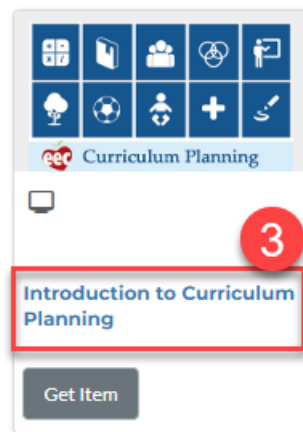 eec Curriculum Planning
3
Introduction to Curriculum
Planning
Get Item